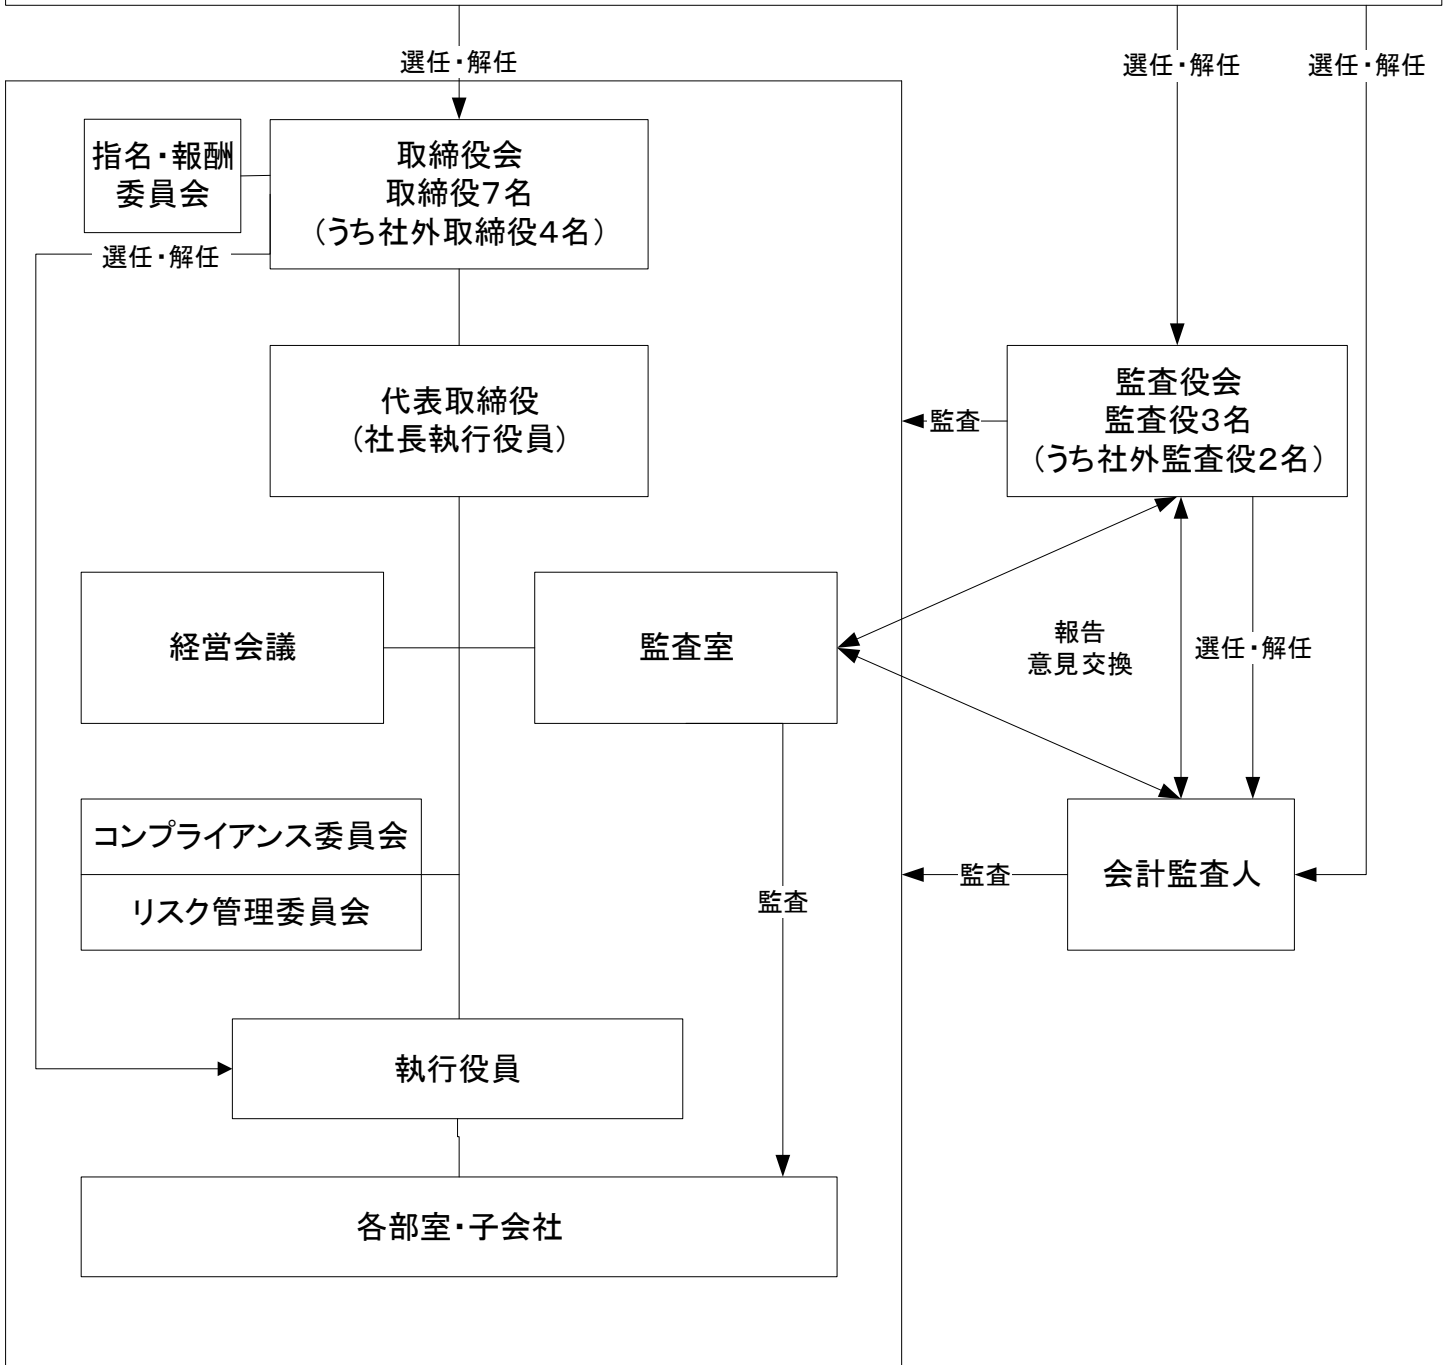 選任・解任
選任・解任
選任・解任
指名・報酬
委員会
取締役会
取締役7名
（うち社外取締役4名）
選任・解任
代表取締役
（社長執行役員）
監査役会
監査役3名
（うち社外監査役2名）
監査
経営会議
監査室
報告
意見交換
選任・解任
コンプライアンス委員会
リスク管理委員会
監査
監査
会計監査人
執行役員
各部室・子会社